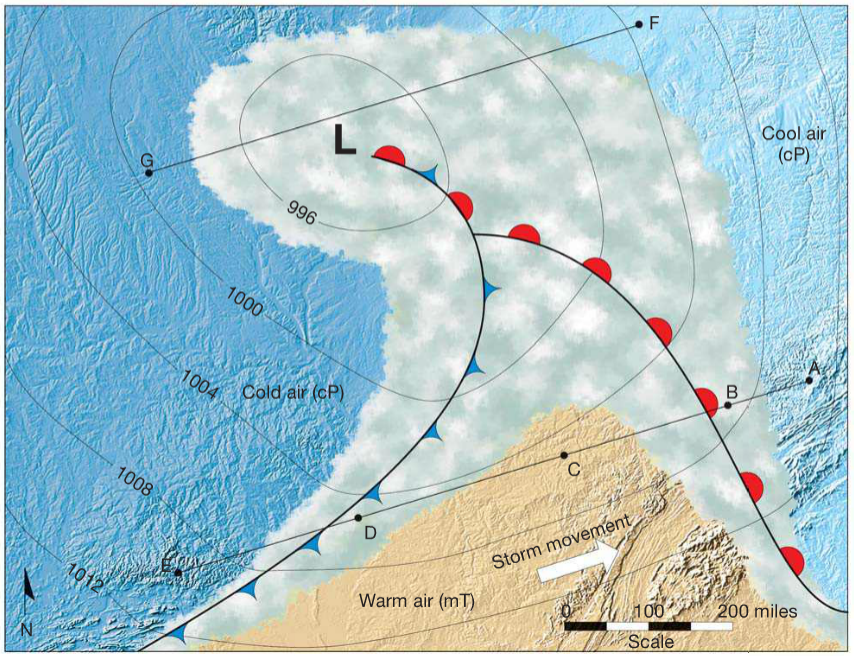 F
Cool air
(cP)
L
G
996
1000
1004
Cold air (cP)
A
B
C
1008
D
Storm movement
E
1012
Warm air (mT)
0 100 200 miles
Scale
N